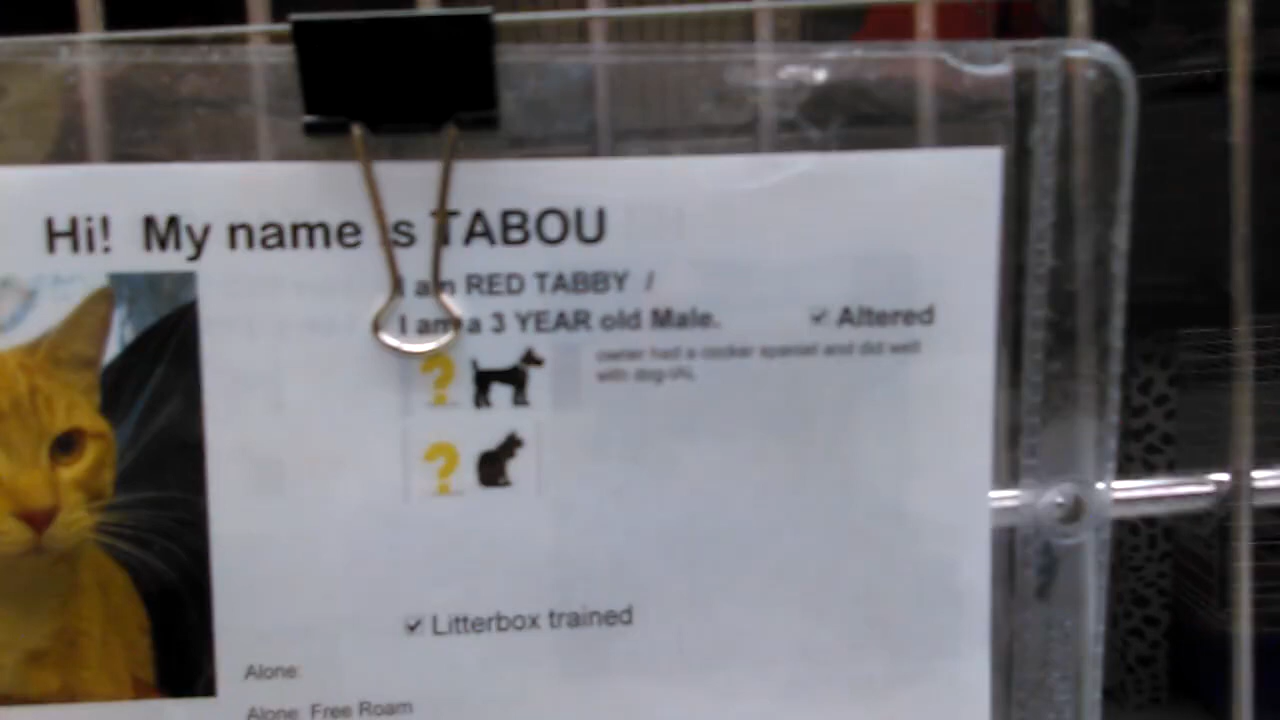 Hi! My name is TABOU
I am RED TABBY /
I am a 3 YEAR old Male.
Altered
owner had a cocker spaniel and did well
with dog-VL
?
?
Litterbox trained
Alone:
Alone: Free Roam